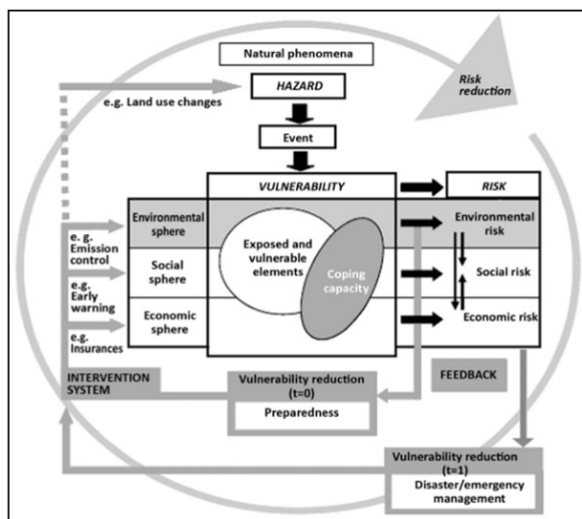 Natural phenomena
HAZARD
Risk
reduction
e.g. Land use changes
Event
VULNERABILITY
RISK
Environmental
sphere
Environmental
risk
e. g.
Emission
control
Exposed and
vulnerable
elements
Coping
capacity
Social
sphere
Social risk
e.g.
Early
warning
Economic
sphere
Economic risk
e.g.
Insurances
INTERVENTION
SYSTEM
Vulnerability reduction
(t=0)
Preparedness
FEEDBACK
Vulnerability reduction
(t=1)
Disaster/emergency
management